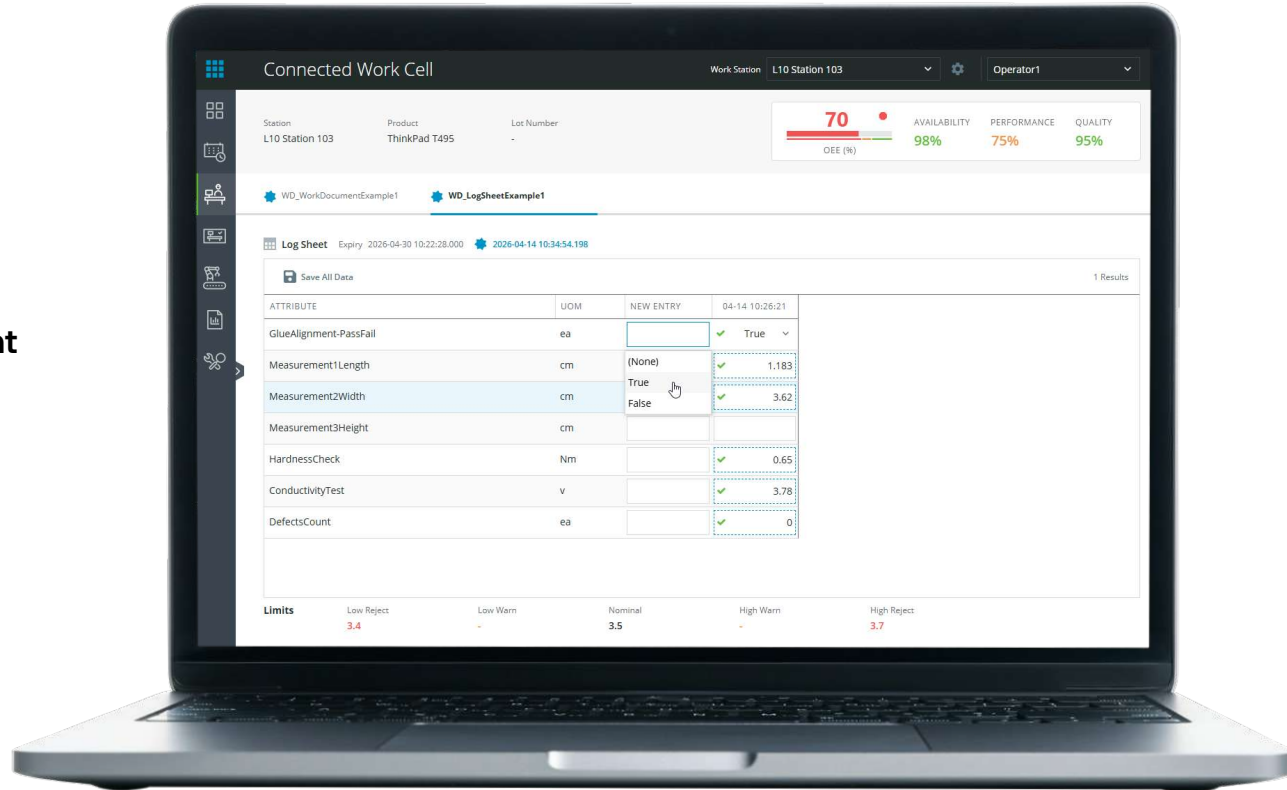 Connected Work Cell
Work Station L10 Station 103
Operator1
Station Product Lot Number
L10 Station 103 ThinkPad T495 -
70
OEE (%)
AVAILABILITY PERFORMANCE QUALITY
98% 75% 95%
WD_WorkDocumentExample1 WD_LogSheetExample1
nt
Log Sheet Expiry 2026-04-30 10:22:28.000 2026-04-14 10:34:54.198
Save All Data 1 Results
ATTRIBUTE UOM NEW ENTRY 04-14 10:26:21
GlueAlignment-PassFail ea True
Measurement1Length cm (None) 1.183
True
Measurement2Width cm 3.62
False
Measurement3Height cm
HardnessCheck Nm 0.65
ConductivityTest v 3.78
DefectsCount ea 0
Limits Low Reject Low Warn Nominal High Warn High Reject
3.4 - 3.5 - 3.7